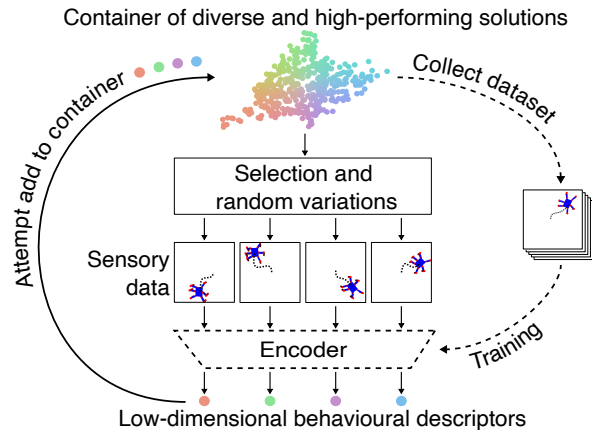 Container of diverse and high-performing solutions
Attempt add to container
Collect dataset
Selection and
random variations
Sensory
data
Encoder
Training
Low-dimensional behavioural descriptors